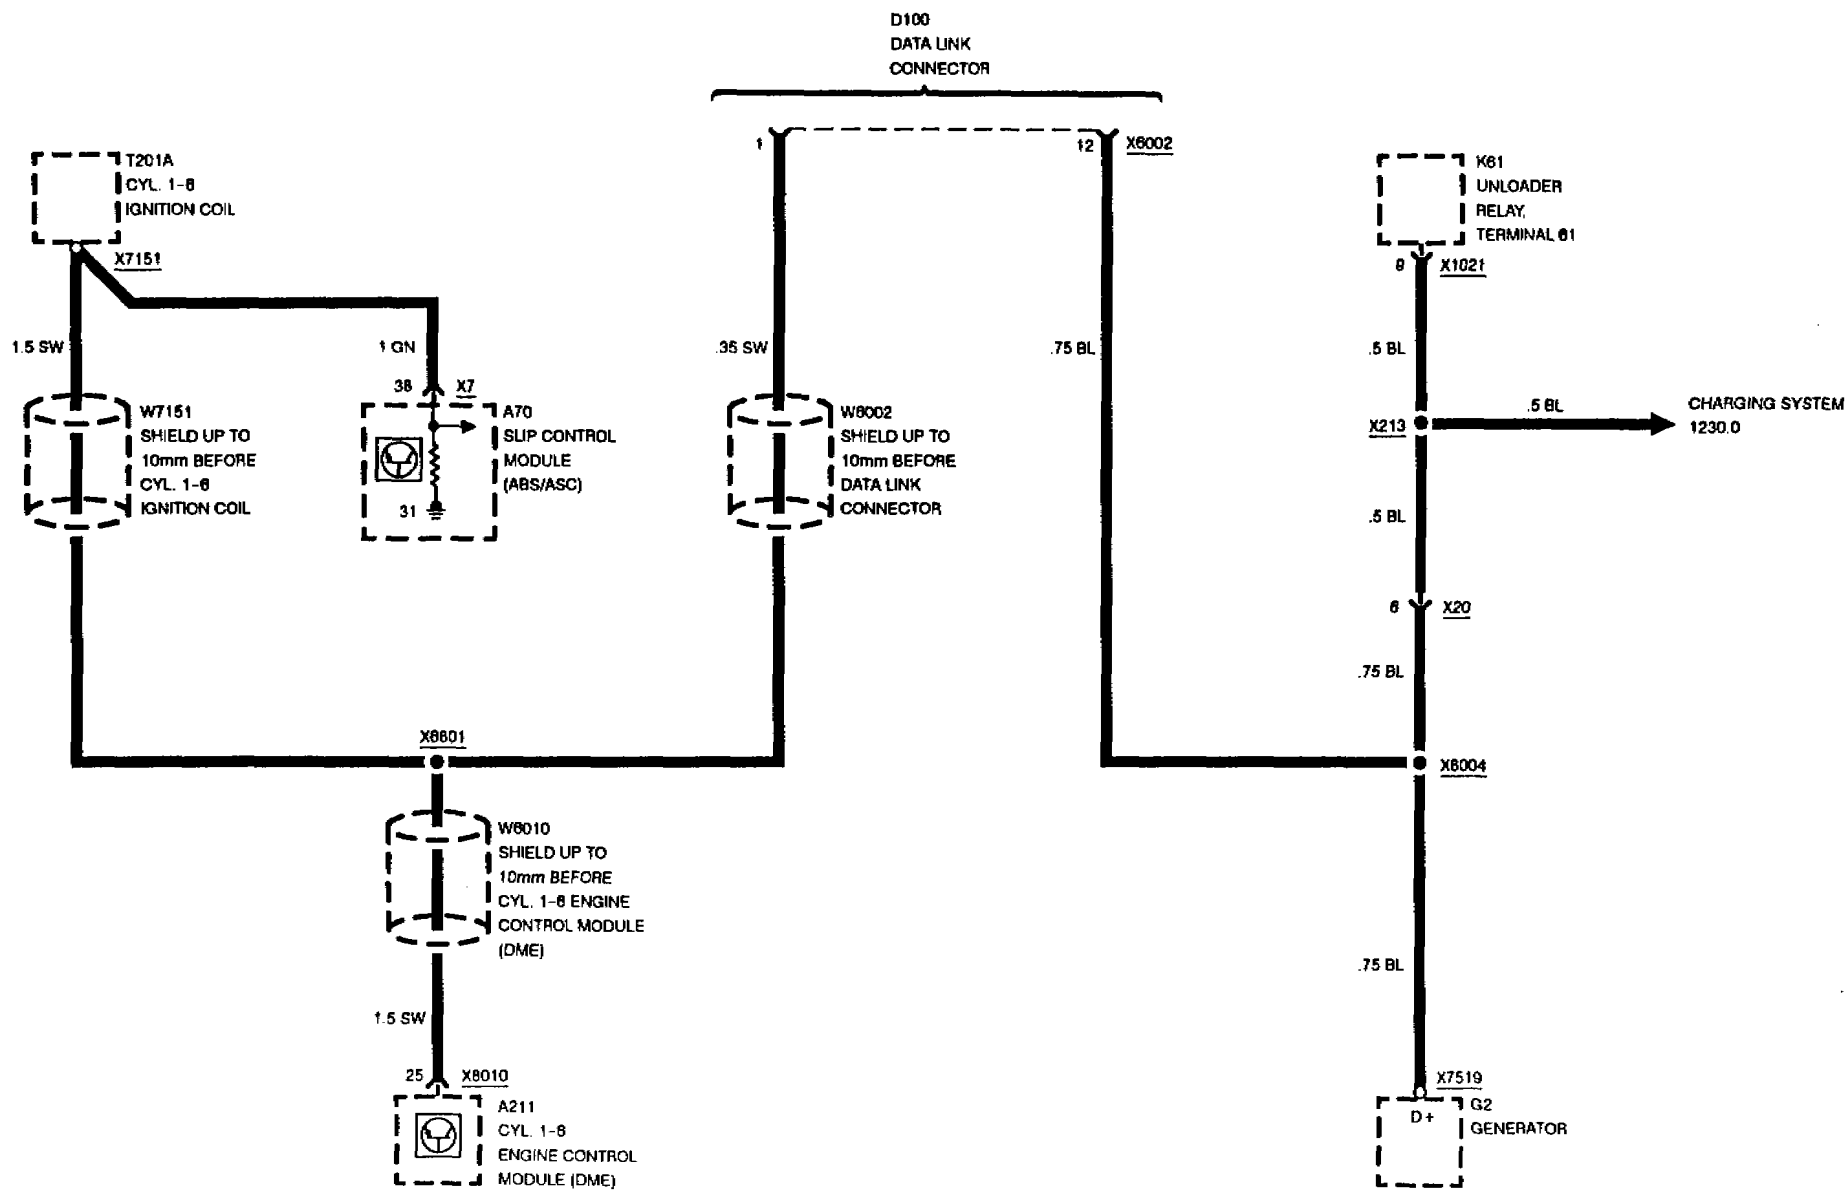 D100
DATA LINK
CONNECTOR
1
12
X6002
T201A
CYL. 1-6
IGNITION COIL
X7151
K61
UNLOADER
RELAY,
TERMINAL 61
9
X1021
1.5 SW
1 GN
.35 SW
.75 BL
.5 BL
38
X7
W7151
SHIELD UP TO
10mm BEFORE
CYL. 1-6
IGNITION COIL
A70
SLIP CONTROL
MODULE
(ABS/ASC)
31
W6002
SHIELD UP TO
10mm BEFORE
DATA LINK
CONNECTOR
X213
.5 BL
CHARGING SYSTEM
1230.0
.5 BL
6
X20
.75 BL
X6601
X6004
W6010
SHIELD UP TO
10mm BEFORE
CYL. 1-6 ENGINE
CONTROL MODULE
(DME)
.75 BL
1.5 SW
25
X6010
A211
CYL. 1-6
ENGINE CONTROL
MODULE (DME)
X7519
D+
G2
GENERATOR